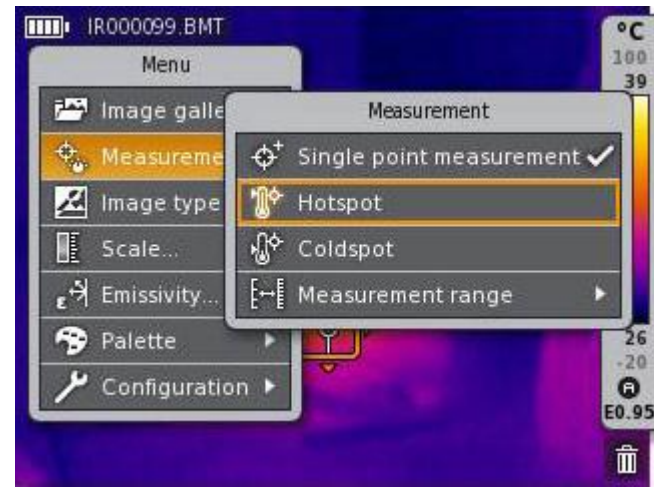 IR000099.BMT
°C
100
39
Menu
Image galle
Measureme
Image type
Scale...
Emissivity...
Palette
Configuration
Measurement
Single point measurement
Hotspot
Coldspot
Measurement range
26
-20
A
E0.95
ε